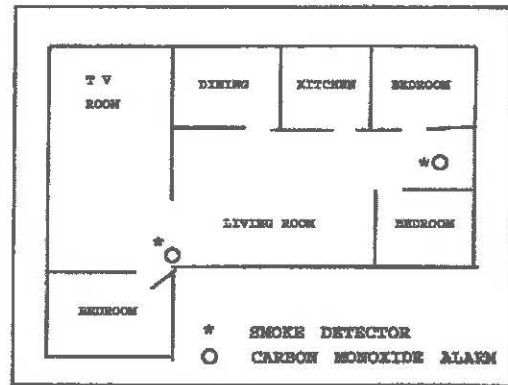 T V
ROOM
DINING
KITCHEN
BEDROOM
*
LIVING ROOM
BEDROOM
*
BEDROOM
* SMOKE DETECTOR
CARBON MONOXIDE ALARM